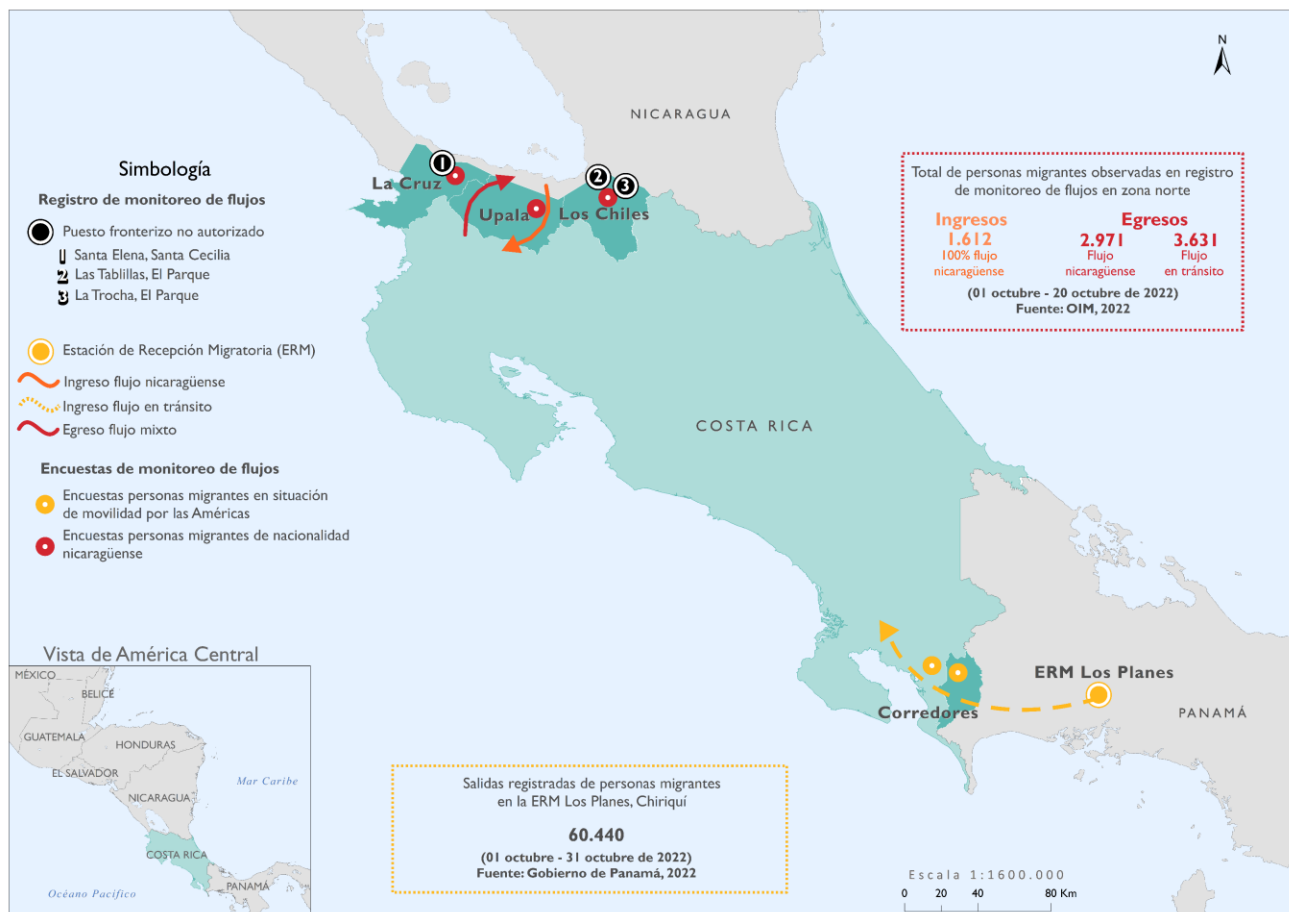 N
NICARAGUA
Simbología
Registro de monitoreo de flujos
Puesto fronterizo no autorizado
1 Santa Elena, Santa Cecilia
2 Las Tablillas, El Parque
3 La Trocha, El Parque
Estación de Recepción Migratoria (ERM)
Ingreso flujo nicaragüense
Ingreso flujo en tránsito
Egreso flujo mixto
Encuestas de monitoreo de flujos
Encuestas personas migrantes en situación
de movilidad por las Américas
Encuestas personas migrantes de nacionalidad
nicaragüense
1
2
3
La Cruz
Upala
Los Chiles
Total de personas migrantes observadas en registro
de monitoreo de flujos en zona norte
Ingresos
1.612
100% flujo
nicaragüense
Egresos
2.971
Flujo
nicaragüense
3.631
Flujo
en tránsito
(01 octubre - 20 octubre de 2022)
Fuente: OIM, 2022
COSTA RICA
ERM Los Planes
Corredores
PANAMÁ
Vista de América Central
MÉXICO
BELICÉ
GUATEMALA
HONDURAS
EL SALVADOR
NICARAGUA
Mar Caribe
COSTA RICA
PANAMÁ
Océano Pacífico
Salidas registradas de personas migrantes
en la ERM Los Planes, Chiriquí
60.440
(01 octubre - 31 octubre de 2022)
Fuente: Gobierno de Panamá, 2022
Escala 1:1600.000
0 20 40 80 Km